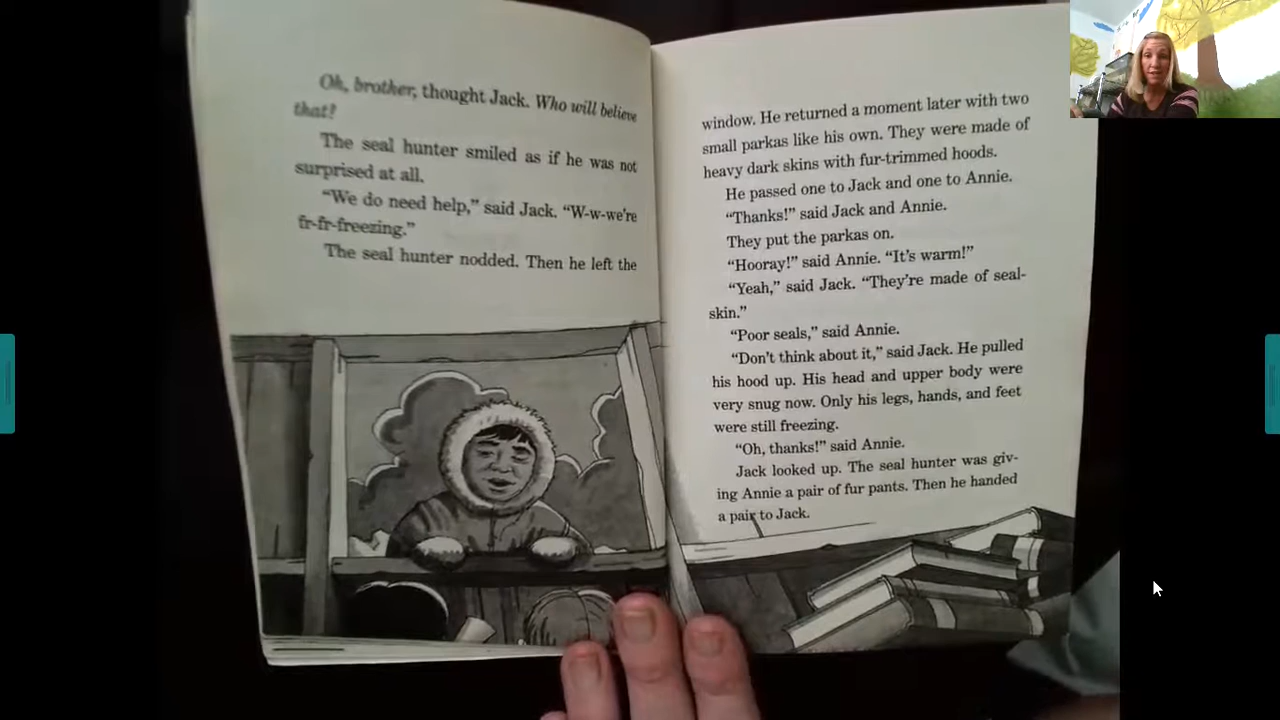 Oh, brother, thought Jack. Who will believe
that?
The seal hunter smiled as if he was not
surprised at all.
“We do need help,” said Jack. “W-w-we’re
fr-fr-freezing.”
The seal hunter nodded. Then he left the
window. He returned a moment later with two
small parkas like his own. They were made of
heavy dark skins with fur-trimmed hoods.
He passed one to Jack and one to Annie.
“Thanks!” said Jack and Annie.
They put the parkas on.
“Hooray!” said Annie. “It’s warm!”
“Yeah,” said Jack. “They’re made of seal-
skin.”
“Poor seals,” said Annie.
“Don’t think about it,” said Jack. He pulled
his hood up. His head and upper body were
very snug now. Only his legs, hands, and feet
were still freezing.
“Oh, thanks!” said Annie.
Jack looked up. The seal hunter was giv-
ing Annie a pair of fur pants. Then he handed
a pair to Jack.